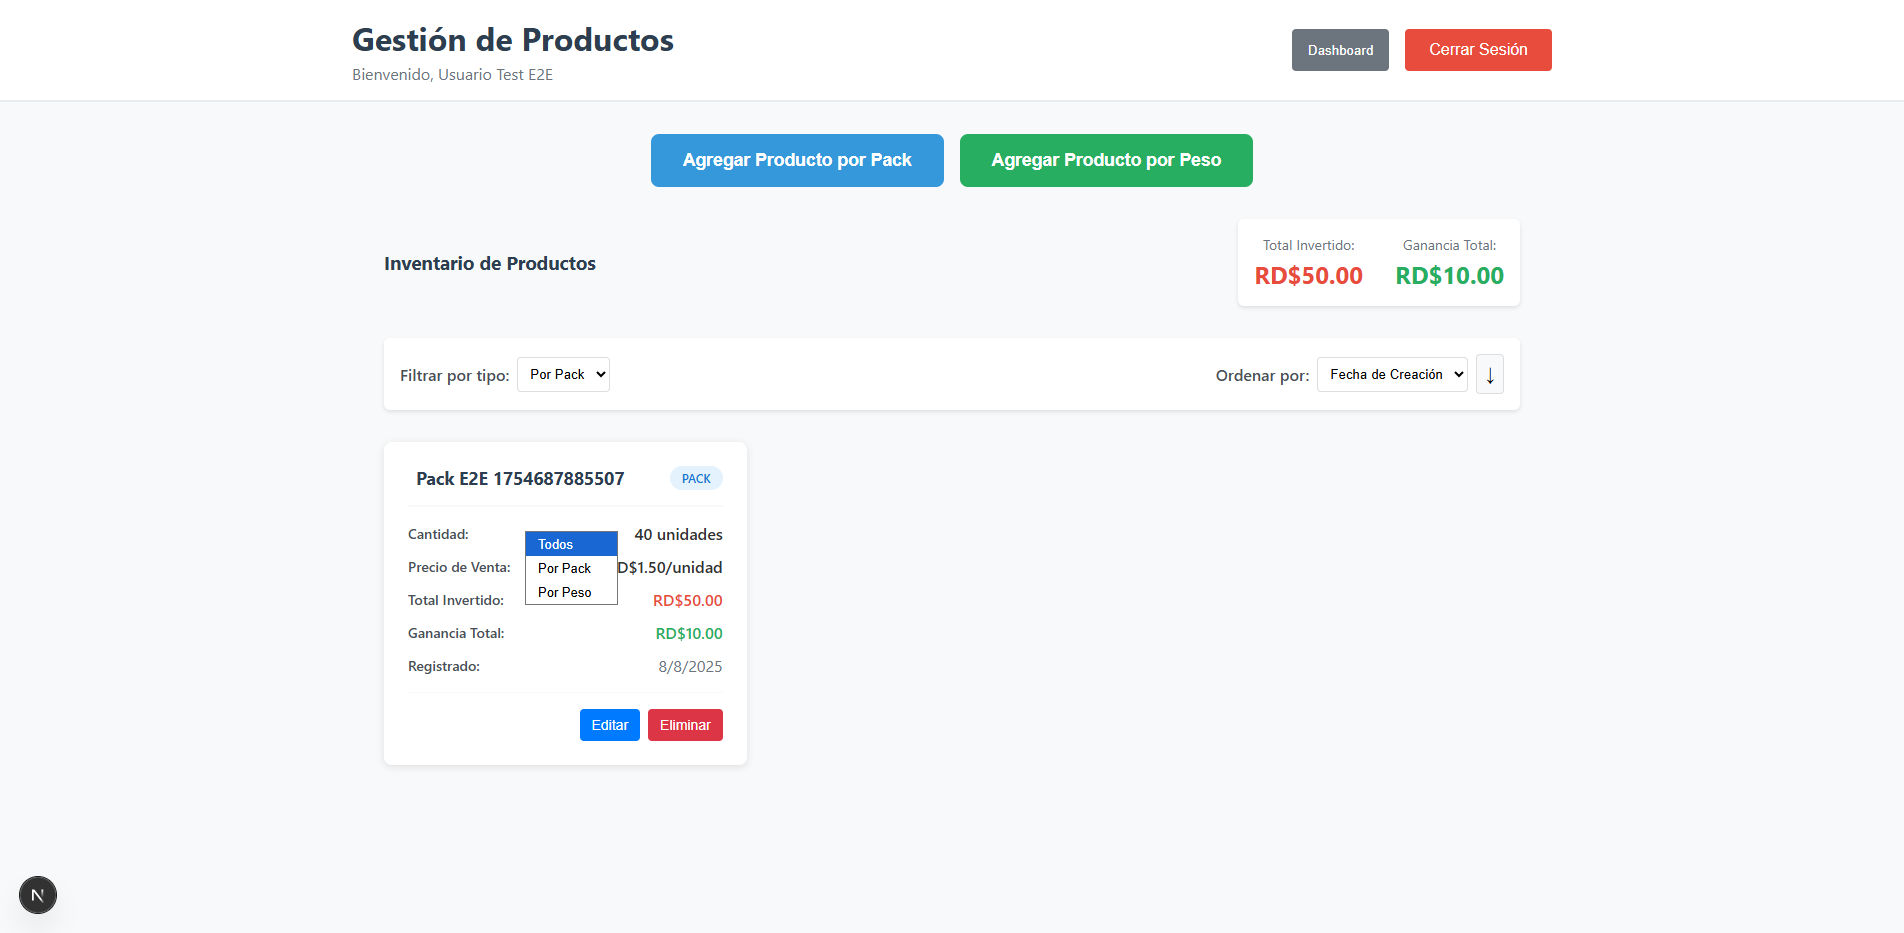 Gestión de Productos
Bienvenido, Usuario Test E2E
Dashboard
Cerrar Sesión
Agregar Producto por Pack
Agregar Producto por Peso
Inventario de Productos
Total Invertido:
RD$50.00
Ganancia Total:
RD$10.00
Filtrar por tipo:
Por Pack
Ordenar por:
Fecha de Creación
↓
Pack E2E 1754687885507
PACK
Cantidad:
40 unidades
Precio de Venta:
D$1.50/unidad
Total Invertido:
RD$50.00
Ganancia Total:
RD$10.00
Registrado:
8/8/2025
Todos
Por Pack
Por Peso
Editar
Eliminar
N